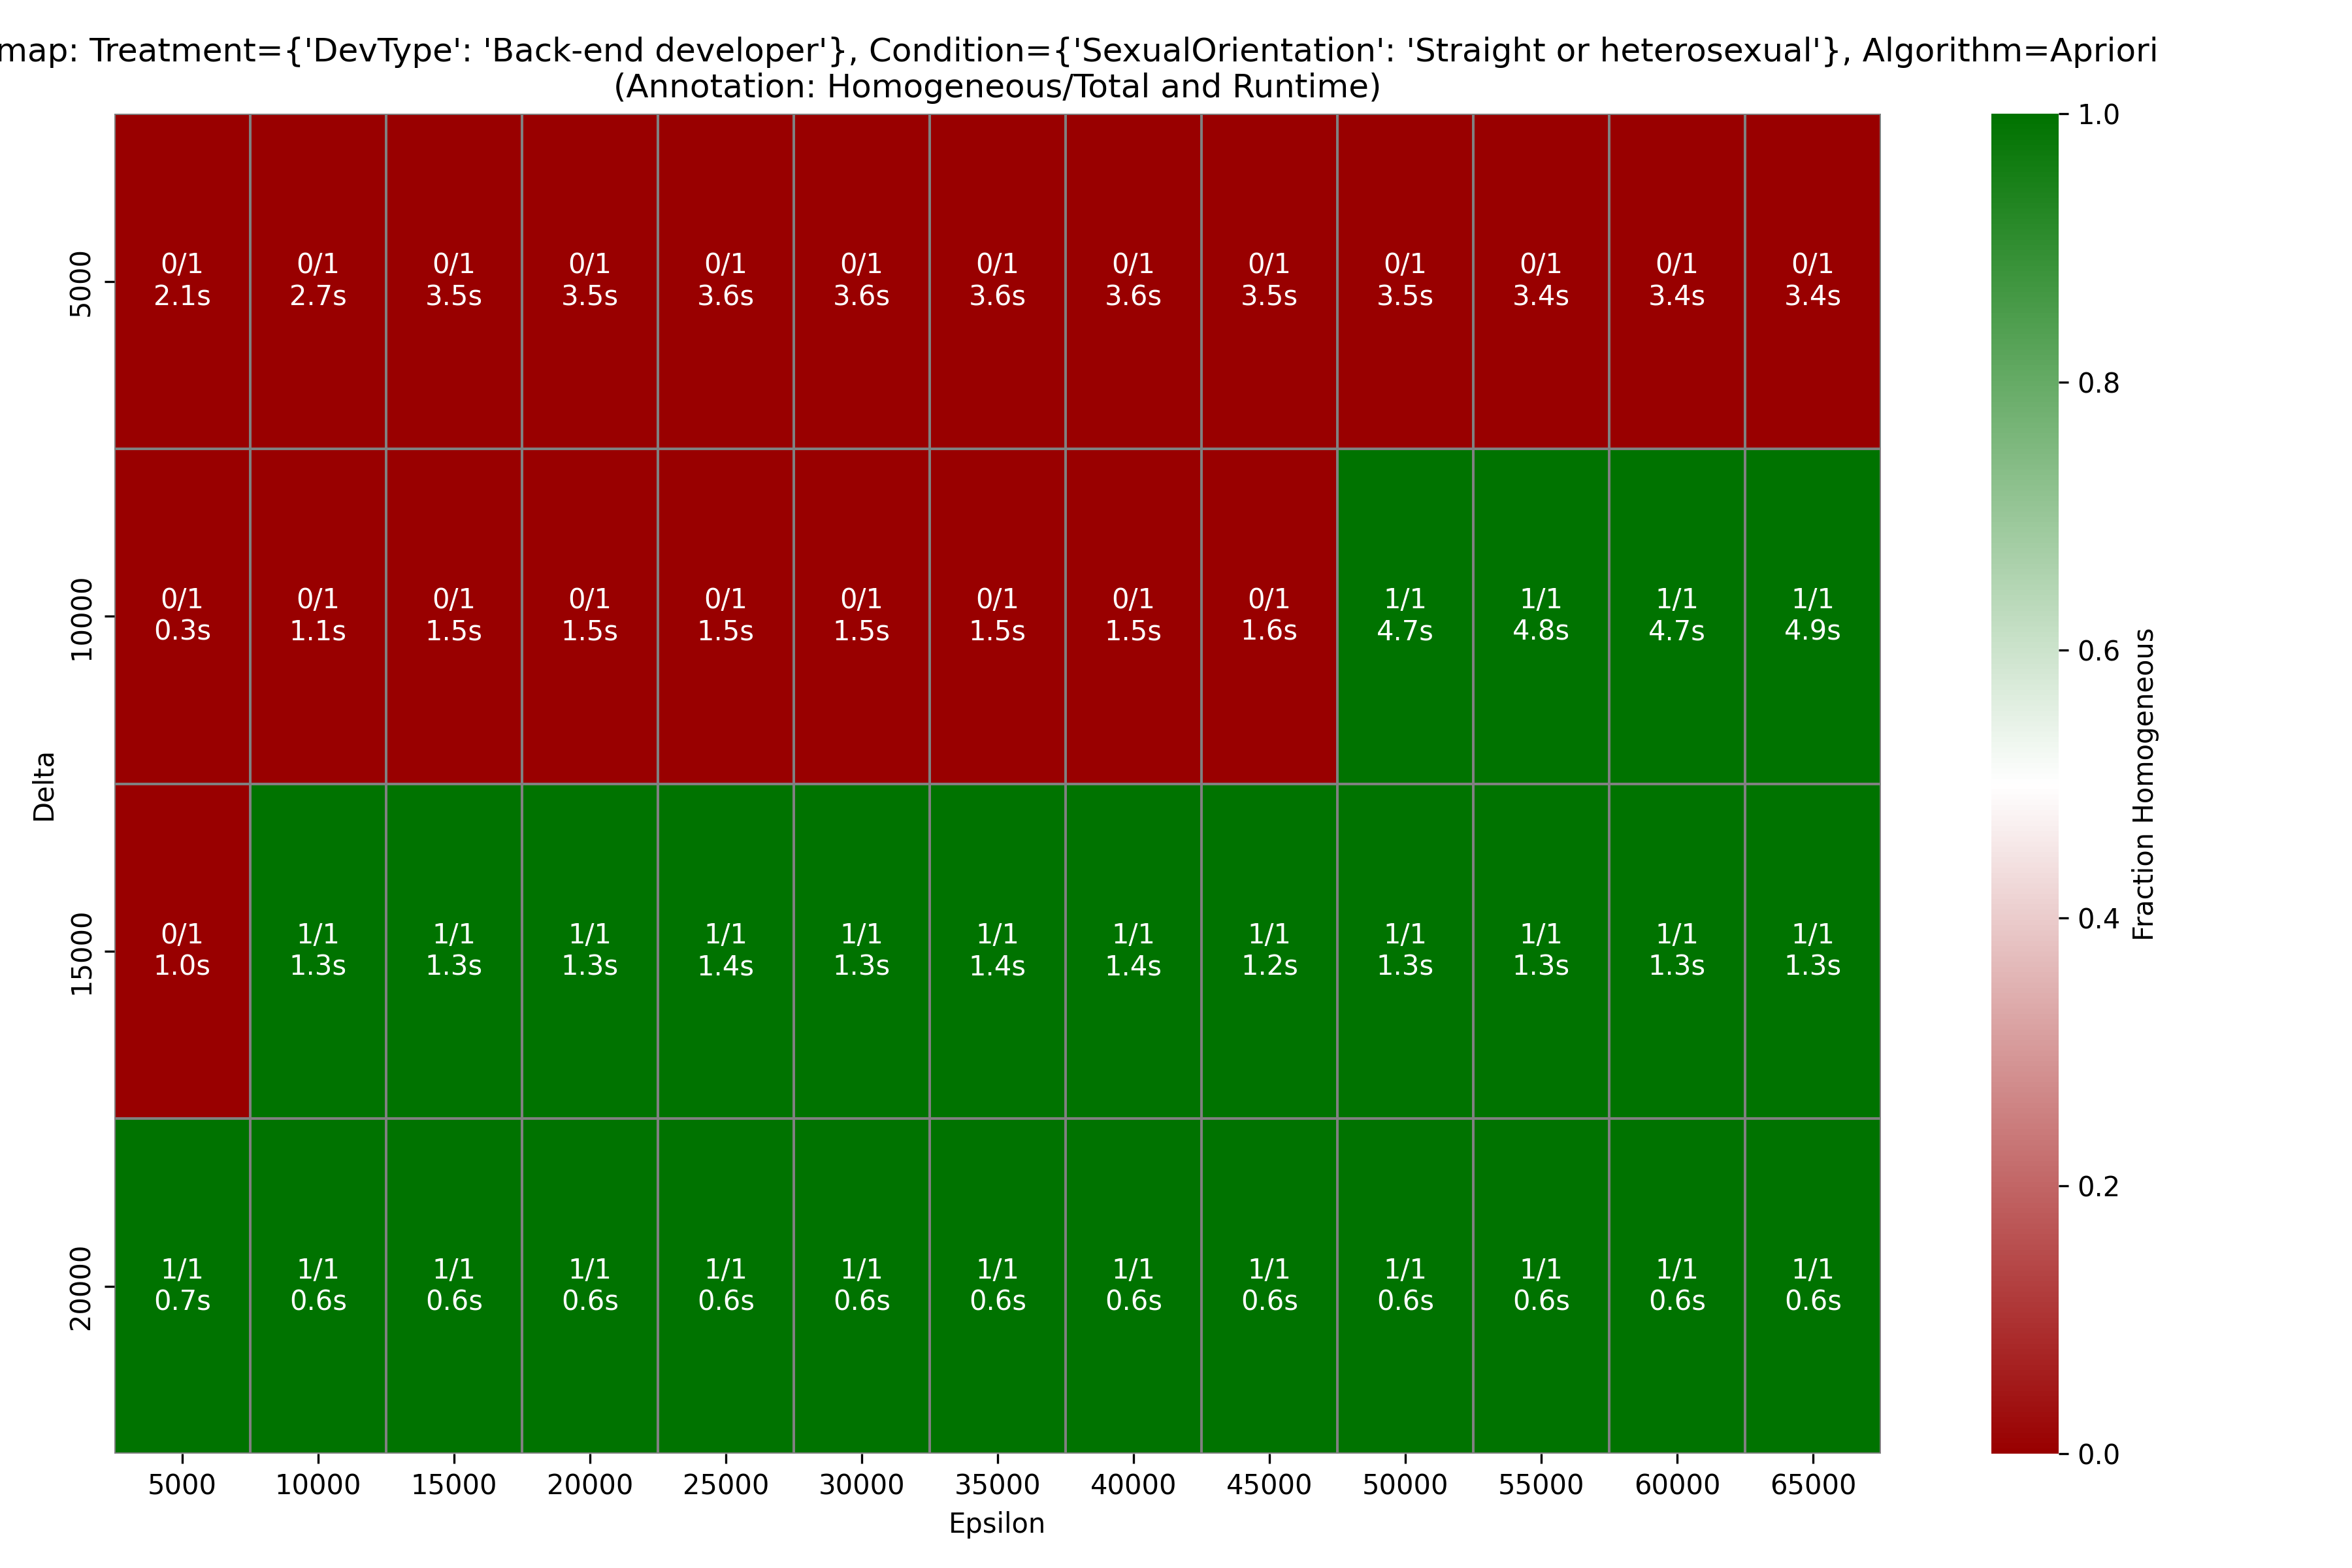 map: Treatment={'DevType': 'Back-end developer'}, Condition={'SexualOrientation': 'Straight or heterosexual'}, Algorithm=Apriori
(Annotation: Homogeneous/Total and Runtime)
Delta
5000
0/1 0/1 0/1 0/1 0/1 0/1 0/1 0/1 0/1 0/1 0/1 0/1 0/1
2.1s 2.7s 3.5s 3.5s 3.6s 3.6s 3.6s 3.6s 3.5s 3.5s 3.4s 3.4s 3.4s
10000
0/1 0/1 0/1 0/1 0/1 0/1 0/1 0/1 0/1 1/1 1/1 1/1 1/1
0.3s 1.1s 1.5s 1.5s 1.5s 1.5s 1.5s 1.5s 1.6s 4.7s 4.8s 4.7s 4.9s
15000
0/1 1/1 1/1 1/1 1/1 1/1 1/1 1/1 1/1 1/1 1/1 1/1 1/1
1.0s 1.3s 1.3s 1.3s 1.4s 1.3s 1.4s 1.4s 1.2s 1.3s 1.3s 1.3s 1.3s
20000
1/1 1/1 1/1 1/1 1/1 1/1 1/1 1/1 1/1 1/1 1/1 1/1 1/1
0.7s 0.6s 0.6s 0.6s 0.6s 0.6s 0.6s 0.6s 0.6s 0.6s 0.6s 0.6s 0.6s
5000 10000 15000 20000 25000 30000 35000 40000 45000 50000 55000 60000 65000
Epsilon
1.0
0.8
0.6
0.4
0.2
0.0
Fraction Homogeneous